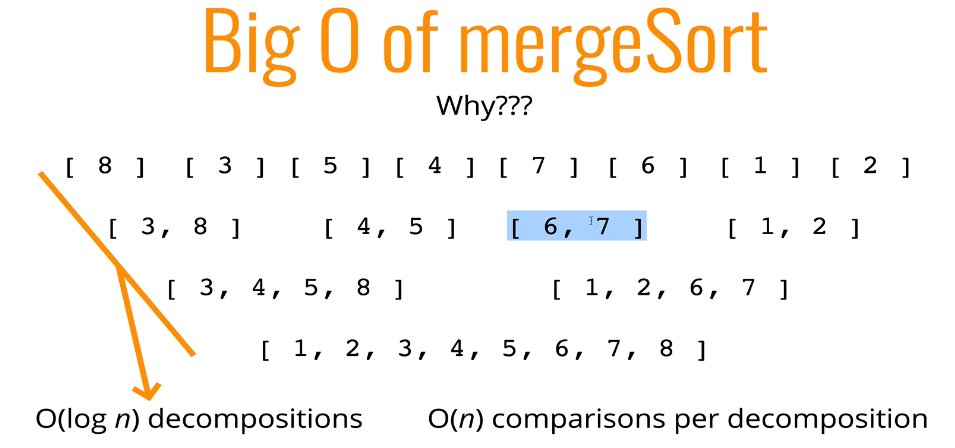 Big O of mergeSort
Why???
[ 8 ] [ 3 ] [ 5 ] [ 4 ] [ 7 ] [ 6 ] [ 1 ] [ 2 ]
[ 3, 8 ] [ 4, 5 ] [ 6, 7 ] [ 1, 2 ]
[ 3, 4, 5, 8 ] [ 1, 2, 6, 7 ]
[ 1, 2, 3, 4, 5, 6, 7, 8 ]
O(log n) decompositions O(n) comparisons per decomposition